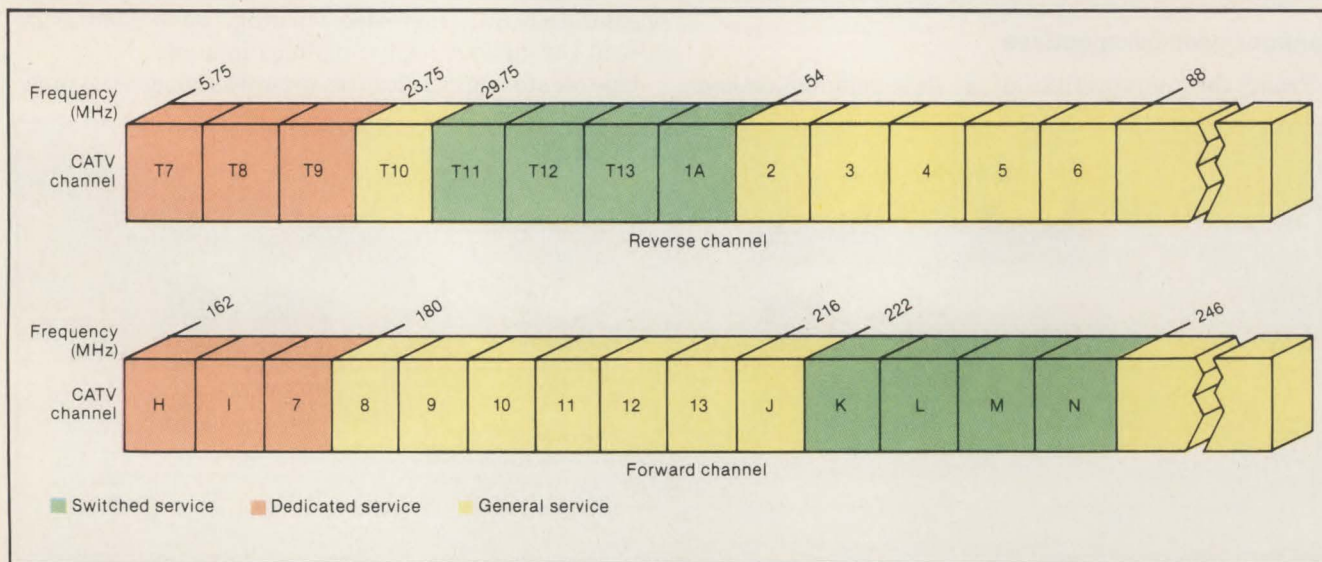 5.75 23.75 29.75 54 88
Frequency
(MHz)
CATV
channel
T7 T8 T9 T10 T11 T12 T13 1A 2 3 4 5 6
Reverse channel
162 180 216 222 246
Frequency
(MHz)
CATV
channel
H I 7 8 9 10 11 12 13 J K L M N
Forward channel
Switched service Dedicated service General service